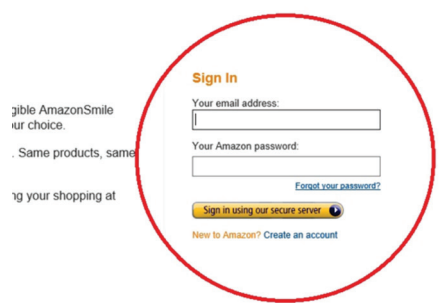 Sign In
gible AmazonSmile
Your email address:
ur choice.
Your Amazon password:
. Same products, same
Forgot your password?
ng your shopping at
Sign in using our secure server
New to Amazon? Create an account